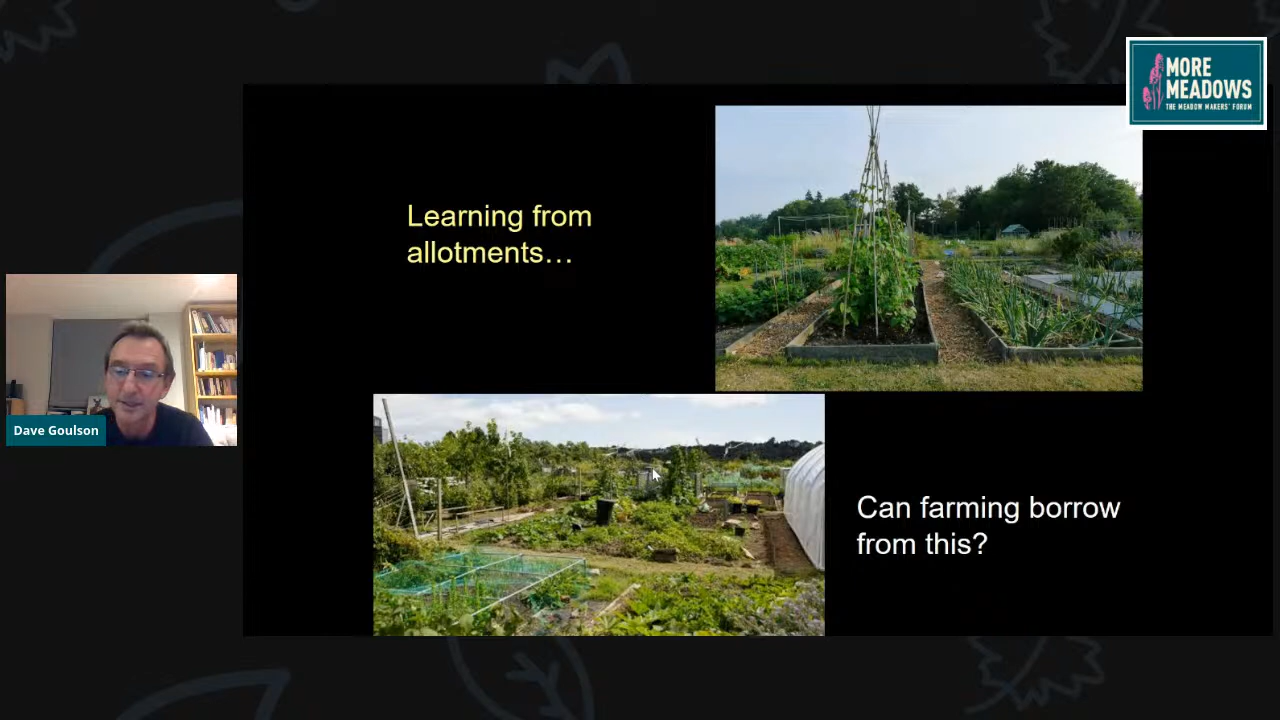 MORE
MEADOWS
THE MEADOW MAKERS' FORUM
Learning from
allotments…
Dave Goulson
Can farming borrow
from this?